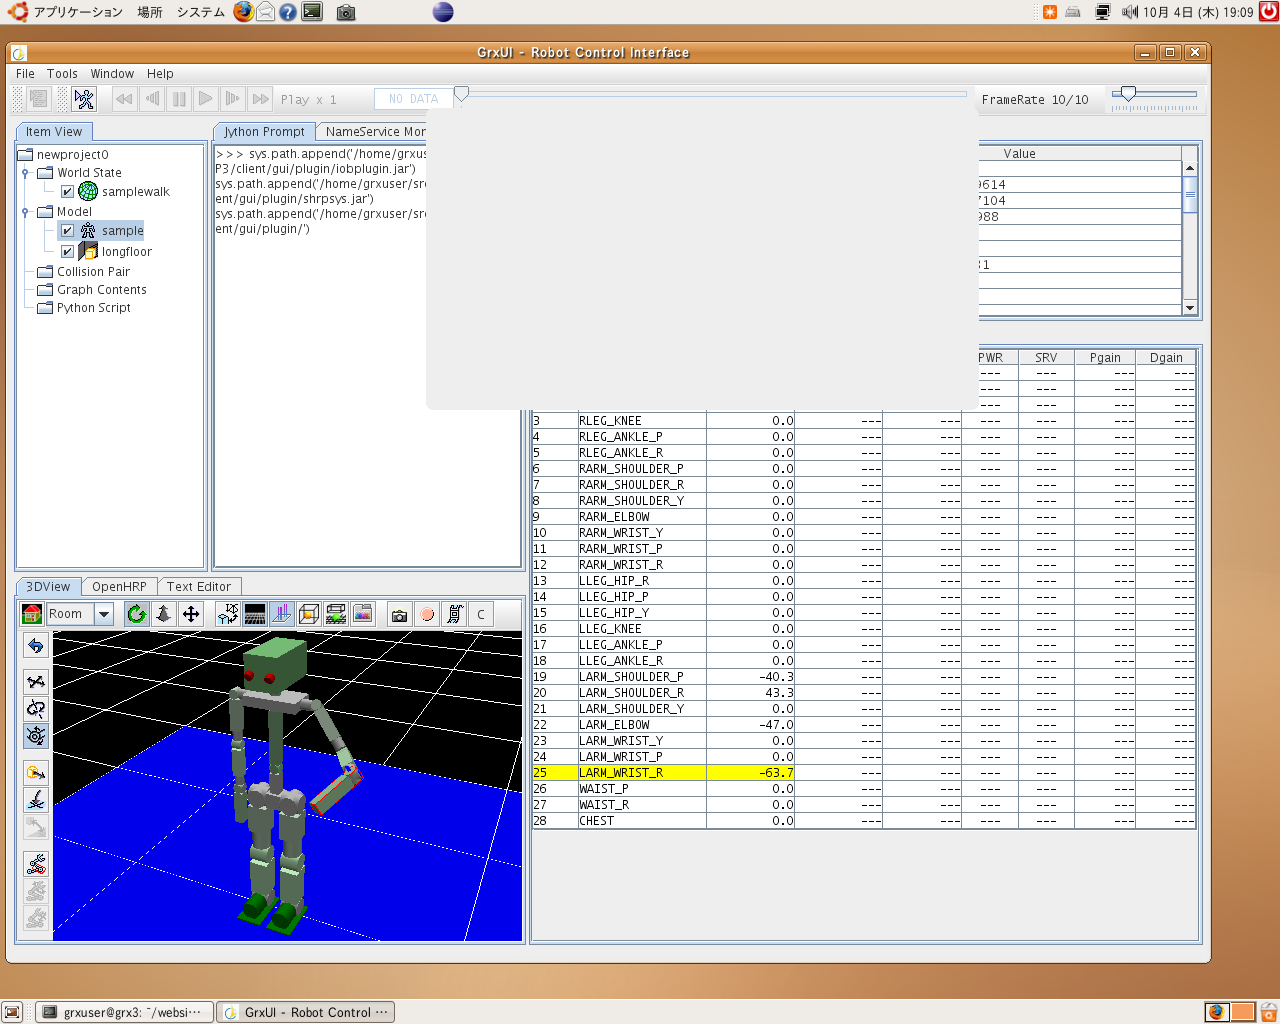 アプリケーション 場所 システム 10月 4日 (木) 19:09
GrxUI - Robot Control Interface
File Tools Window Help
Play x 1 NO DATA FrameRate 10/10
Item View
newproject0
World State
samplewalk
Model
sample
longfloor
Collision Pair
Graph Contents
Python Script
Jython Prompt NameService Mor
>>> sys.path.append('/home/grxus
P3/client/gui/plugin/iobplugin.jar')
sys.path.append('/home/grxuser/sr
ent/gui/plugin/shrpsys.jar')
sys.path.append('/home/grxuser/sr
ent/gui/plugin/')
Value
9614
7104
988
31
PWR SRV Pgain Dgain
--- --- --- ---
--- --- --- ---
--- --- --- ---
3 RLEG_KNEE 0.0 --- --- --- --- --- ---
4 RLEG_ANKLE_P 0.0 --- --- --- --- --- ---
5 RLEG_ANKLE_R 0.0 --- --- --- --- --- ---
6 RARM_SHOULDER_P 0.0 --- --- --- --- --- ---
7 RARM_SHOULDER_R 0.0 --- --- --- --- --- ---
8 RARM_SHOULDER_Y 0.0 --- --- --- --- --- ---
9 RARM_ELBOW 0.0 --- --- --- --- --- ---
10 RARM_WRIST_Y 0.0 --- --- --- --- --- ---
11 RARM_WRIST_P 0.0 --- --- --- --- --- ---
12 RARM_WRIST_R 0.0 --- --- --- --- --- ---
13 LLEG_HIP_R 0.0 --- --- --- --- --- ---
14 LLEG_HIP_P 0.0 --- --- --- --- --- ---
15 LLEG_HIP_Y 0.0 --- --- --- --- --- ---
16 LLEG_KNEE 0.0 --- --- --- --- --- ---
17 LLEG_ANKLE_P 0.0 --- --- --- --- --- ---
18 LLEG_ANKLE_R 0.0 --- --- --- --- --- ---
19 LARM_SHOULDER_P -40.3 --- --- --- --- --- ---
20 LARM_SHOULDER_R 43.3 --- --- --- --- --- ---
21 LARM_SHOULDER_Y 0.0 --- --- --- --- --- ---
22 LARM_ELBOW -47.0 --- --- --- --- --- ---
23 LARM_WRIST_Y 0.0 --- --- --- --- --- ---
24 LARM_WRIST_P 0.0 --- --- --- --- --- ---
25 LARM_WRIST_R -63.7 --- --- --- --- --- ---
26 WAIST_P 0.0 --- --- --- --- --- ---
27 WAIST_R 0.0 --- --- --- --- --- ---
28 CHEST 0.0 --- --- --- --- --- ---
3DView OpenHRP Text Editor
Room C
grxuser@grx3: ~/websi… GrxUI - Robot Control …